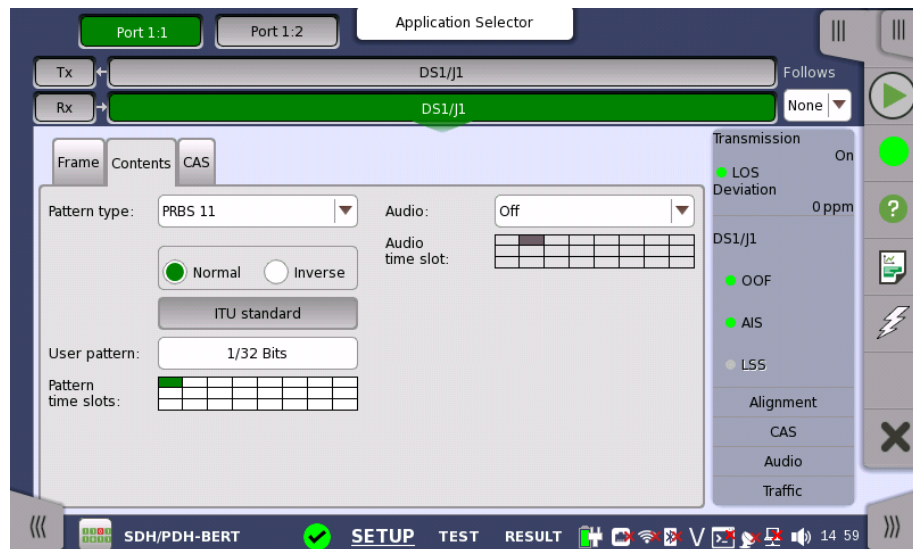 Application Selector
Port 1:1
Port 1:2
Tx
DS1/J1
Follows
Rx
DS1/J1
None
Frame
Contents
CAS
Pattern type:
PRBS 11
Normal
Inverse
ITU standard
User pattern:
1/32 Bits
Pattern
time slots:
Audio:
Off
Audio
time slot:
Transmission
On
LOS
Deviation
0 ppm
DS1/J1
OOF
AIS
LSS
Alignment
CAS
Audio
Traffic
SDH/PDH-BERT
SETUP
TEST
RESULT
V
14 59